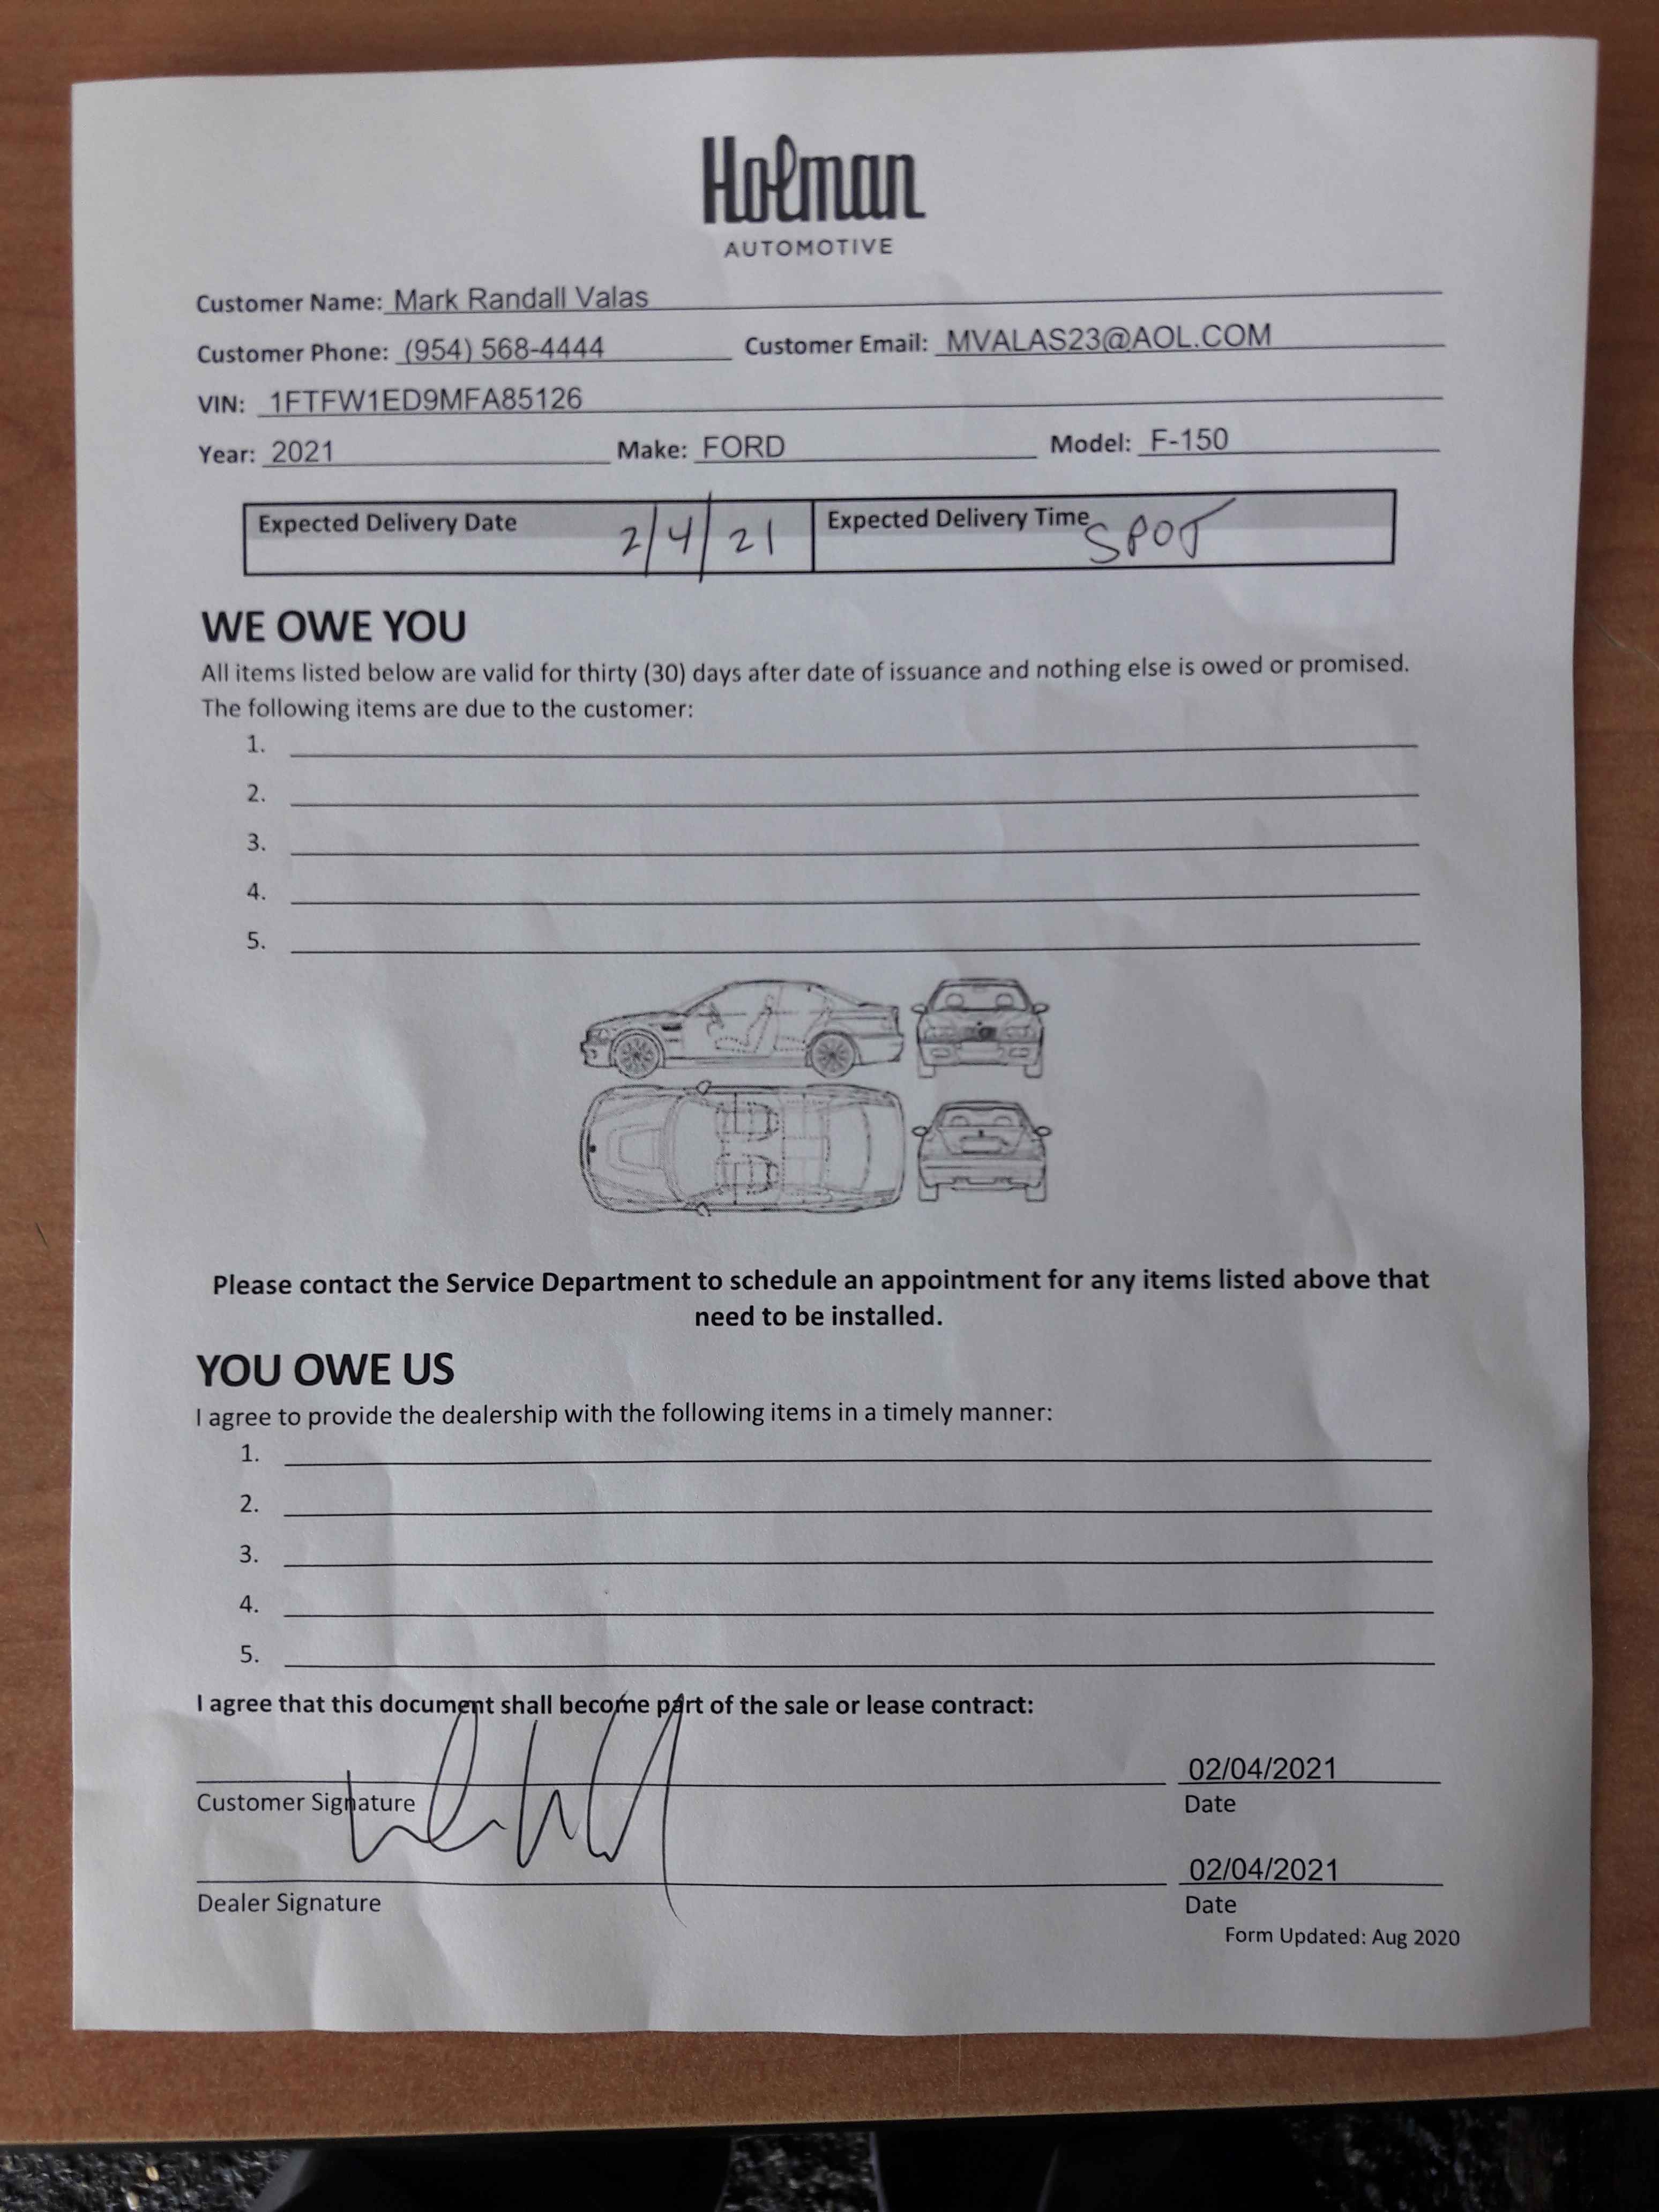 Holman
AUTOMOTIVE
Customer Name: Mark Randall Valas
Customer Phone: (954) 568-4444 Customer Email: MVALAS23@AOL.COM
VIN: 1FTFW1ED9MFA85126
Year: 2021 Make: FORD Model: F-150
Expected Delivery Date 2/4/21 Expected Delivery Time SPOT
WE OWE YOU
All items listed below are valid for thirty (30) days after date of issuance and nothing else is owed or promised.
The following items are due to the customer:
1.
2.
3.
4.
5.
Please contact the Service Department to schedule an appointment for any items listed above that
need to be installed.
YOU OWE US
I agree to provide the dealership with the following items in a timely manner:
1.
2.
3.
4.
5.
I agree that this document shall become part of the sale or lease contract:
02/04/2021
Customer Signature Date
02/04/2021
Dealer Signature Date
Form Updated: Aug 2020